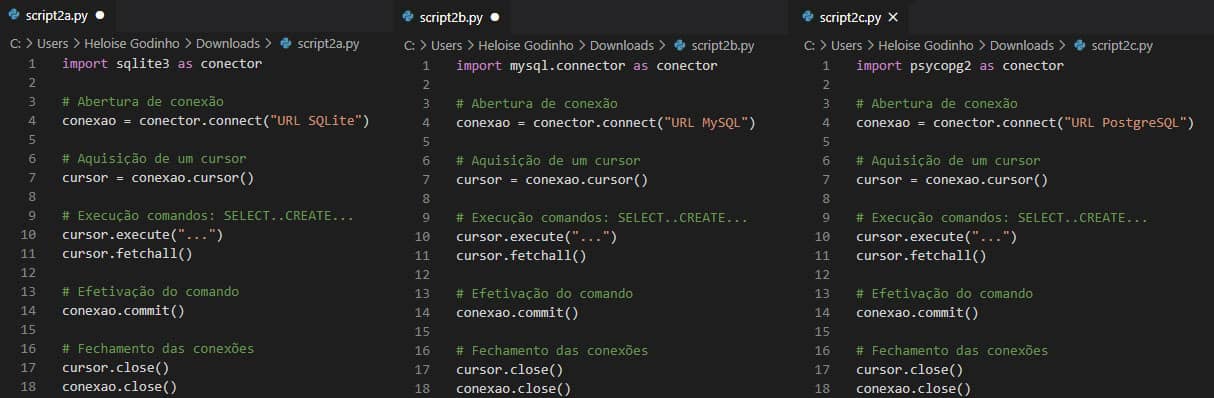 script2a.py
C: > Users > Heloise Godinho > Downloads > script2a.py
1 import sqlite3 as conector
2
3 # Abertura de conexão
4 conexao = conector.connect("URL SQLite")
5
6 # Aquisição de um cursor
7 cursor = conexao.cursor()
8
9 # Execução comandos: SELECT..CREATE...
10 cursor.execute("...")
11 cursor.fetchall()
12
13 # Efetivação do comando
14 conexao.commit()
15
16 # Fechamento das conexões
17 cursor.close()
18 conexao.close()
script2b.py
C: > Users > Heloise Godinho > Downloads > script2b.py
1 import mysql.connector as conector
2
3 # Abertura de conexão
4 conexao = conector.connect("URL MySQL")
5
6 # Aquisição de um cursor
7 cursor = conexao.cursor()
8
9 # Execução comandos: SELECT..CREATE...
10 cursor.execute("...")
11 cursor.fetchall()
12
13 # Efetivação do comando
14 conexao.commit()
15
16 # Fechamento das conexões
17 cursor.close()
18 conexao.close()
script2c.py
C: > Users > Heloise Godinho > Downloads > script2c.py
1 import psycopg2 as conector
2
3 # Abertura de conexão
4 conexao = conector.connect("URL PostgreSQL")
5
6 # Aquisição de um cursor
7 cursor = conexao.cursor()
8
9 # Execução comandos: SELECT..CREATE...
10 cursor.execute("...")
11 cursor.fetchall()
12
13 # Efetivação do comando
14 conexao.commit()
15
16 # Fechamento das conexões
17 cursor.close()
18 conexao.close()